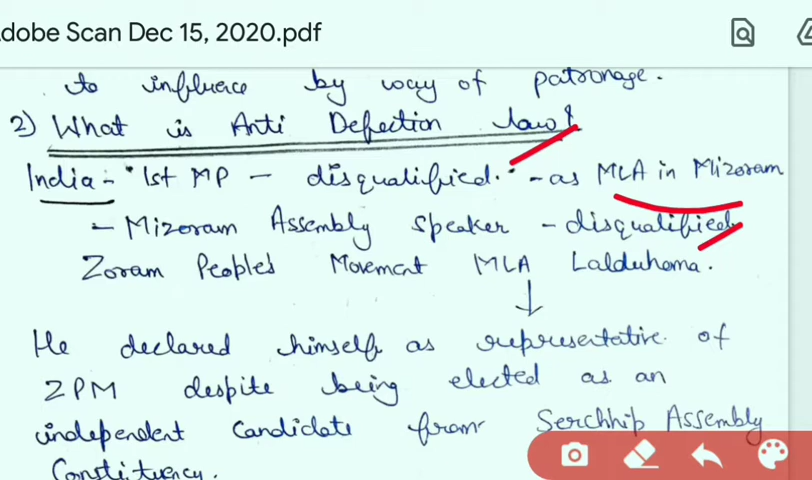 dobe Scan Dec 15, 2020.pdf
to influence by way of patronage.
2) What is Anti Defection law?
India - "1st MP - disqualified." - as MLA in Mizoram
- Mizoram Assembly Speaker - disqualified
Zoram Peoples Movement MLA Lalduhoma.
He declared himself as representative of
ZPM despite being elected as an
independent candidate from Serchhip Assembly
Constituency.